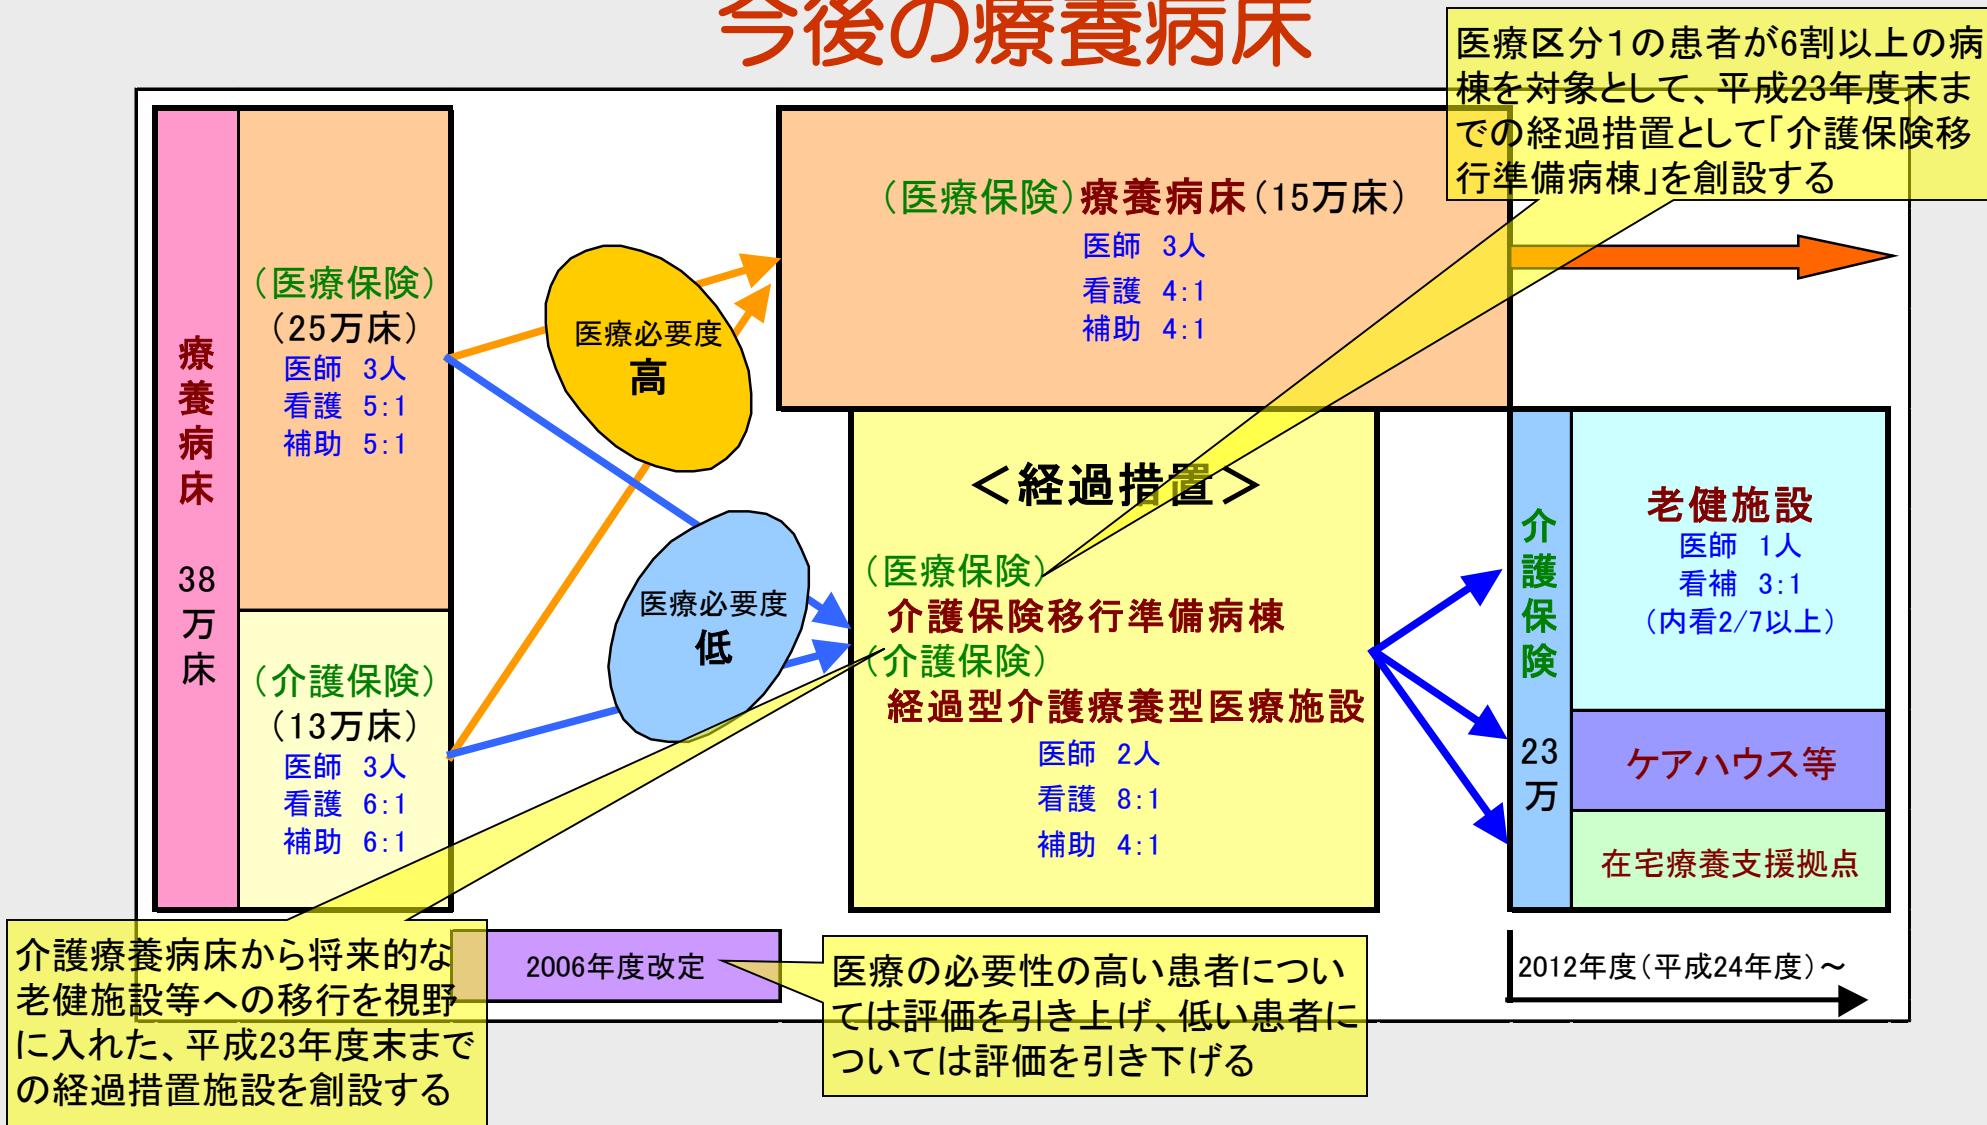 今後の療養病床
医療区分1の患者が6割以上の病
棟を対象として、平成23年度末ま
での経過措置として「介護保険移
行準備病棟」を創設する
療養病床 38万床
（医療保険）
（25万床）
医師 3人
看護 5:1
補助 5:1
（介護保険）
（13万床）
医師 3人
看護 6:1
補助 6:1
医療必要度
高
医療必要度
低
（医療保険）療養病床（15万床）
医師 3人
看護 4:1
補助 4:1
＜経過措置＞
（医療保険）
介護保険移行準備病棟
（介護保険）
経過型介護療養型医療施設
医師 2人
看護 8:1
補助 4:1
介護保険 23万
老健施設
医師 1人
看補 3:1
（内看2/7以上）
ケアハウス等
在宅療養支援拠点
介護療養病床から将来的な
老健施設等への移行を視野
に入れた、平成23年度末まで
の経過措置施設を創設する
2006年度改定
医療の必要性の高い患者につい
ては評価を引き上げ、低い患者に
ついては評価を引き下げる
2012年度（平成24年度）～